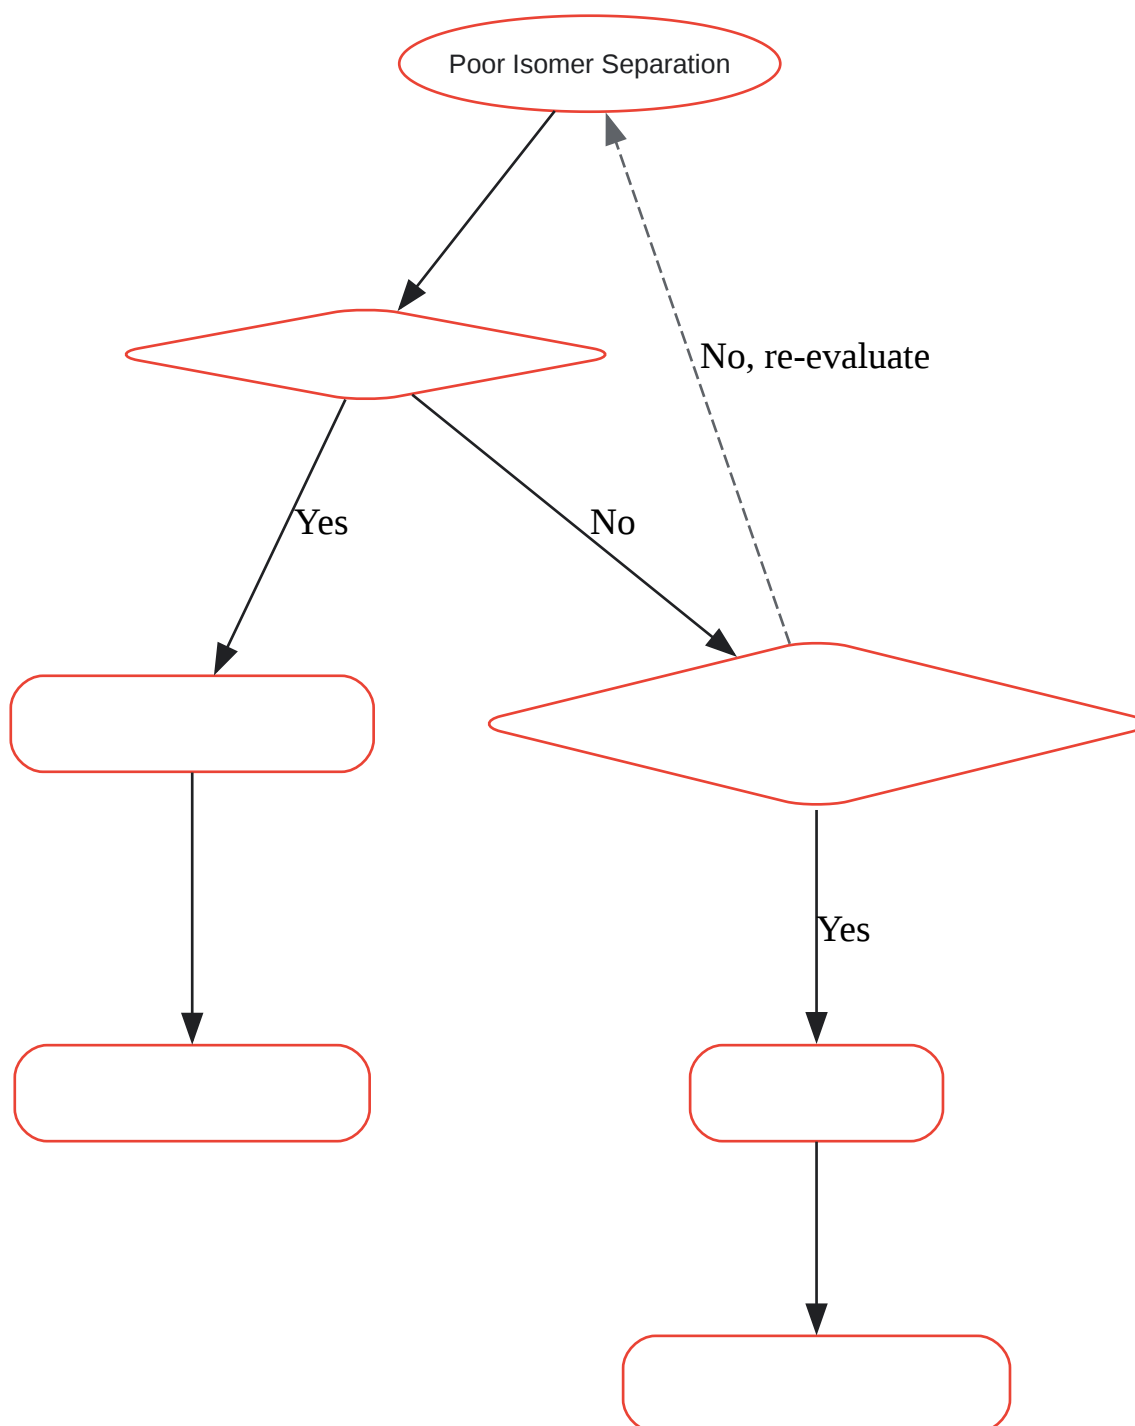 Poor Isomer Separation
No, re-evaluate
Yes
No
Yes